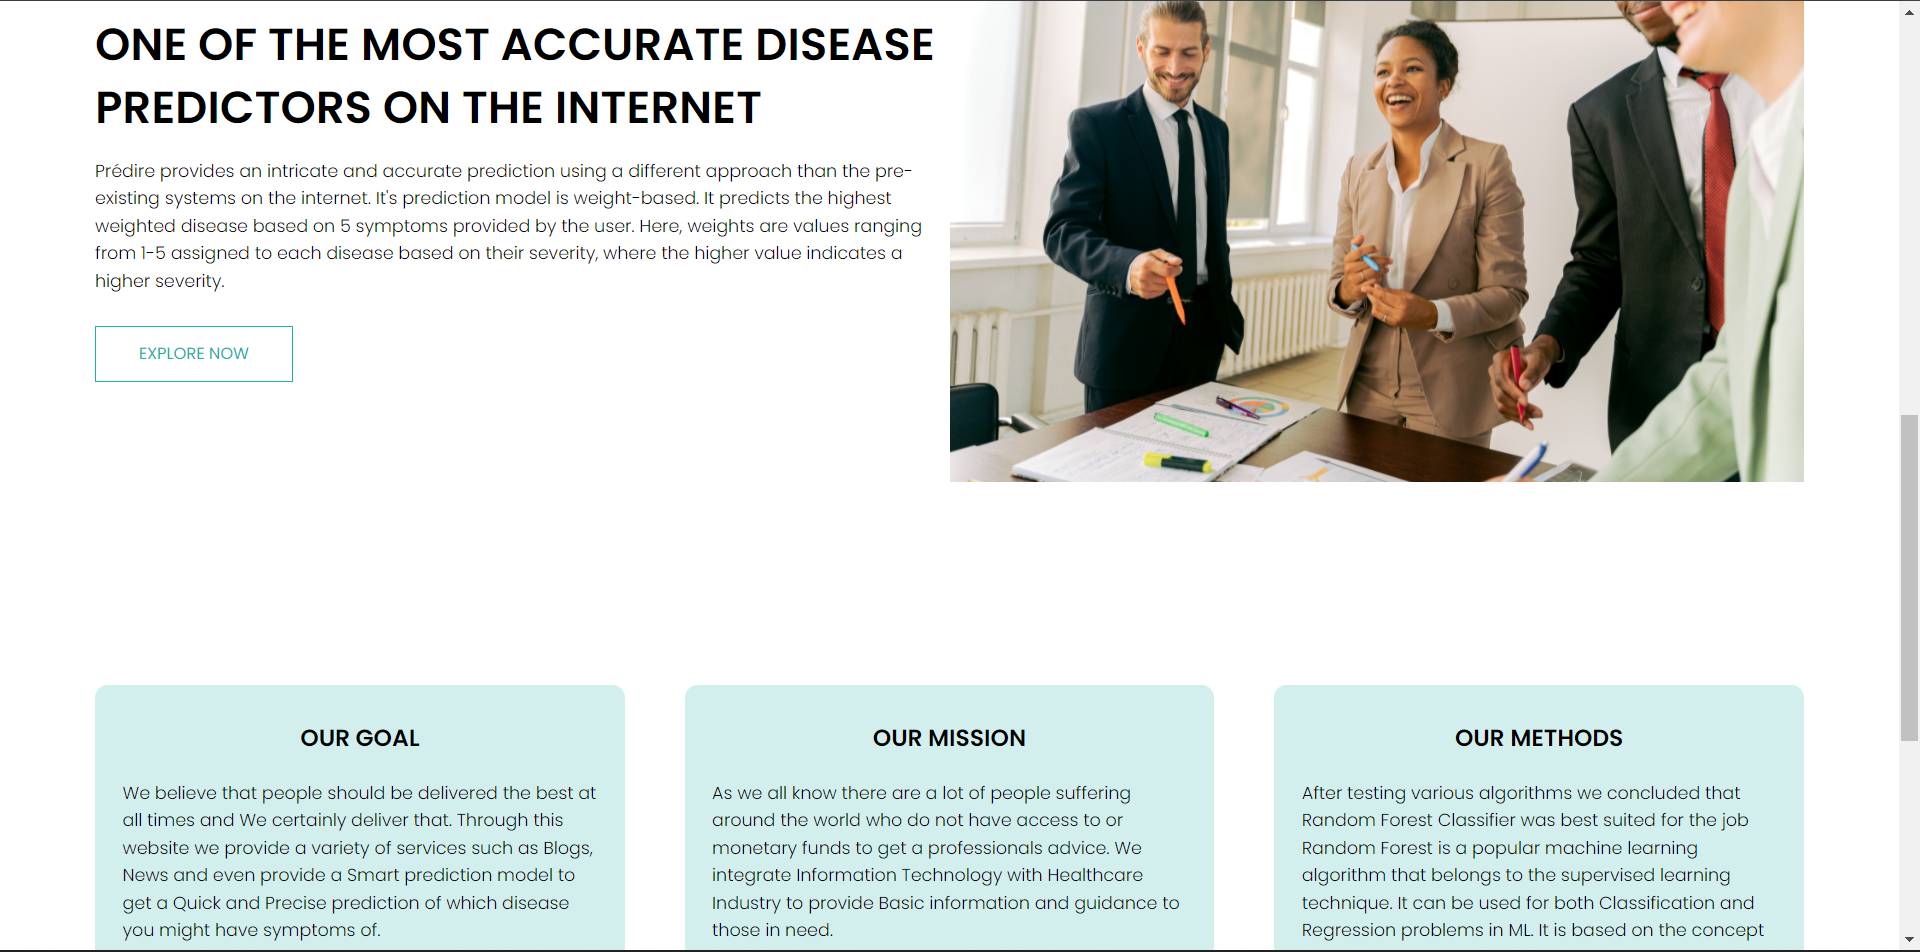 ONE OF THE MOST ACCURATE DISEASE
PREDICTORS ON THE INTERNET
Prédire provides an intricate and accurate prediction using a different approach than the pre-
existing systems on the internet. It's prediction model is weight-based. It predicts the highest
weighted disease based on 5 symptoms provided by the user. Here, weights are values ranging
from 1-5 assigned to each disease based on their severity, where the higher value indicates a
higher severity.
EXPLORE NOW
OUR GOAL
We believe that people should be delivered the best at
all times and We certainly deliver that. Through this
website we provide a variety of services such as Blogs,
News and even provide a Smart prediction model to
get a Quick and Precise prediction of which disease
you might have symptoms of.
OUR MISSION
As we all know there are a lot of people suffering
around the world who do not have access to or
monetary funds to get a professionals advice. We
integrate Information Technology with Healthcare
Industry to provide Basic information and guidance to
those in need.
OUR METHODS
After testing various algorithms we concluded that
Random Forest Classifier was best suited for the job
Random Forest is a popular machine learning
algorithm that belongs to the supervised learning
technique. It can be used for both Classification and
Regression problems in ML. It is based on the concept